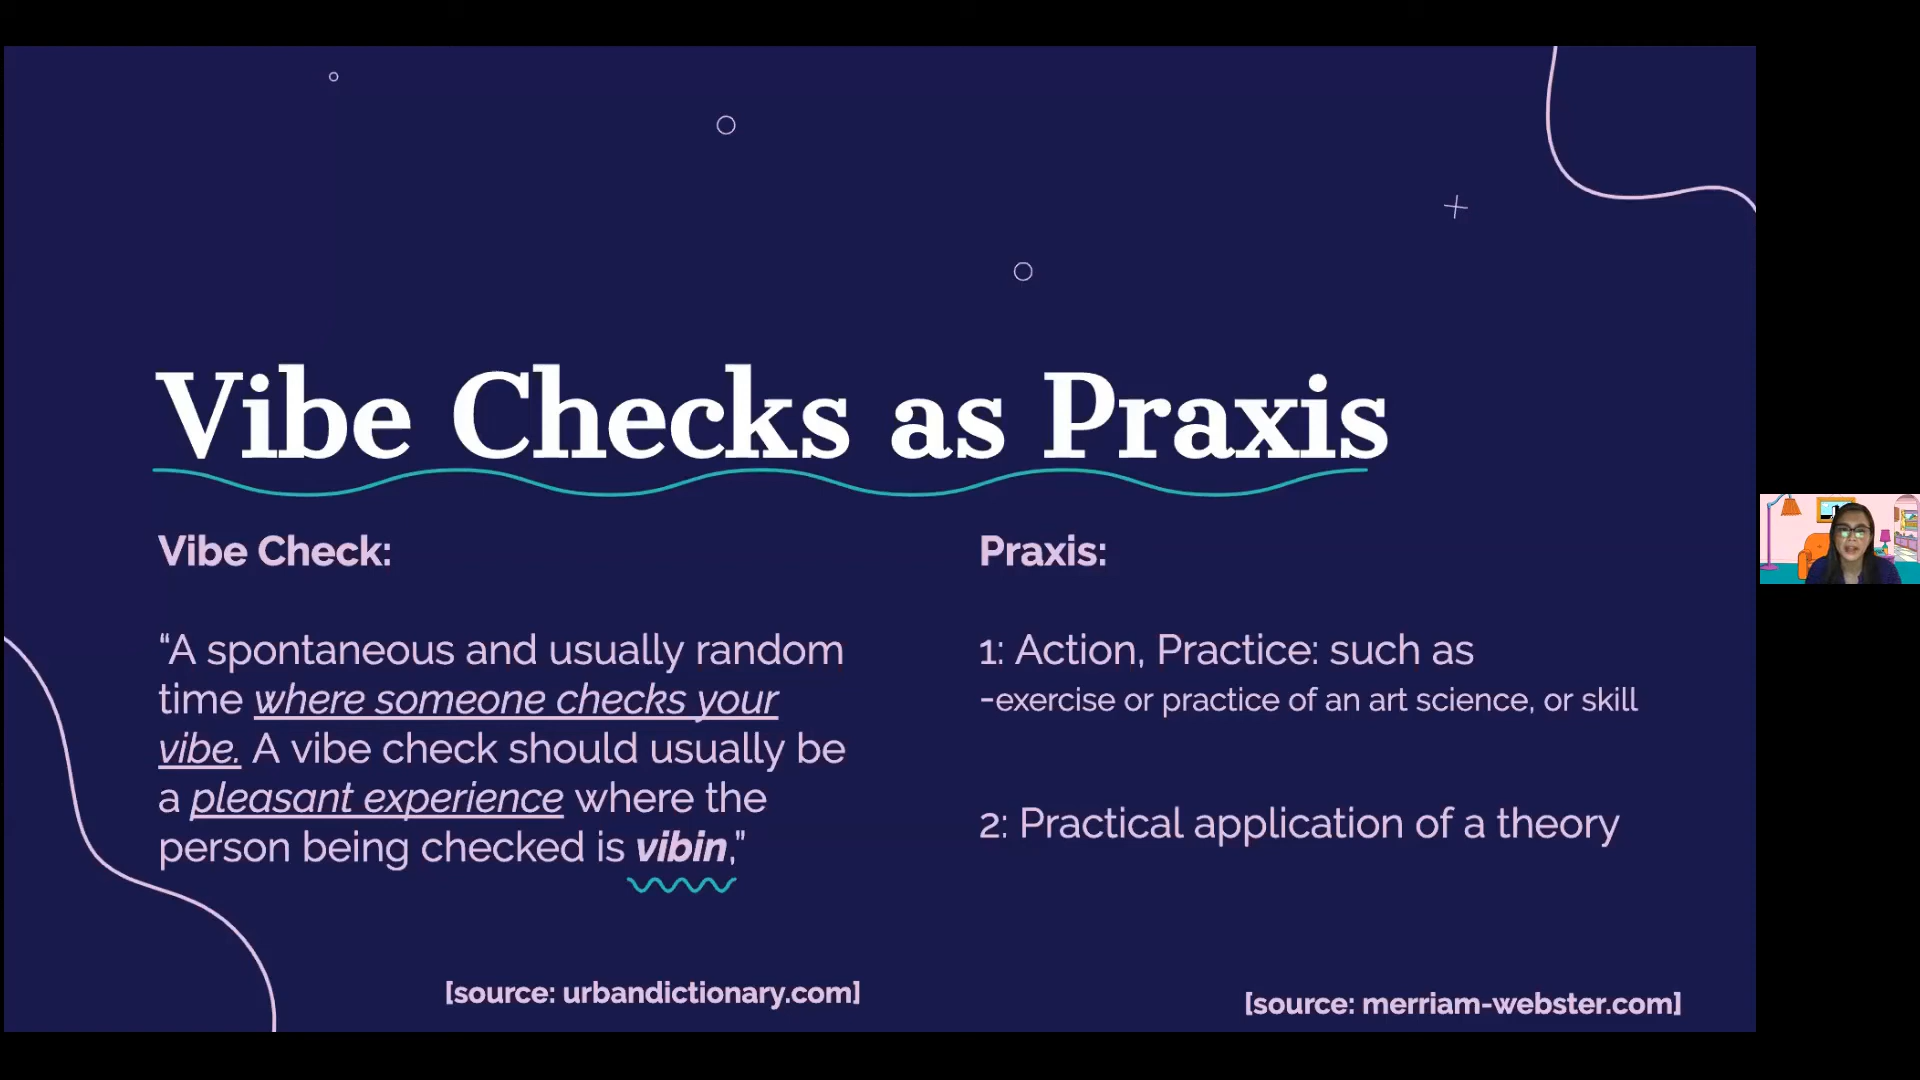 Vibe Checks as Praxis
Vibe Check:
“A spontaneous and usually random
time where someone checks your
vibe. A vibe check should usually be
a pleasant experience where the
person being checked is vibin,”
[source: urbandictionary.com]
Praxis:
1: Action, Practice: such as
-exercise or practice of an art science, or skill
2: Practical application of a theory
[source: merriam-webster.com]